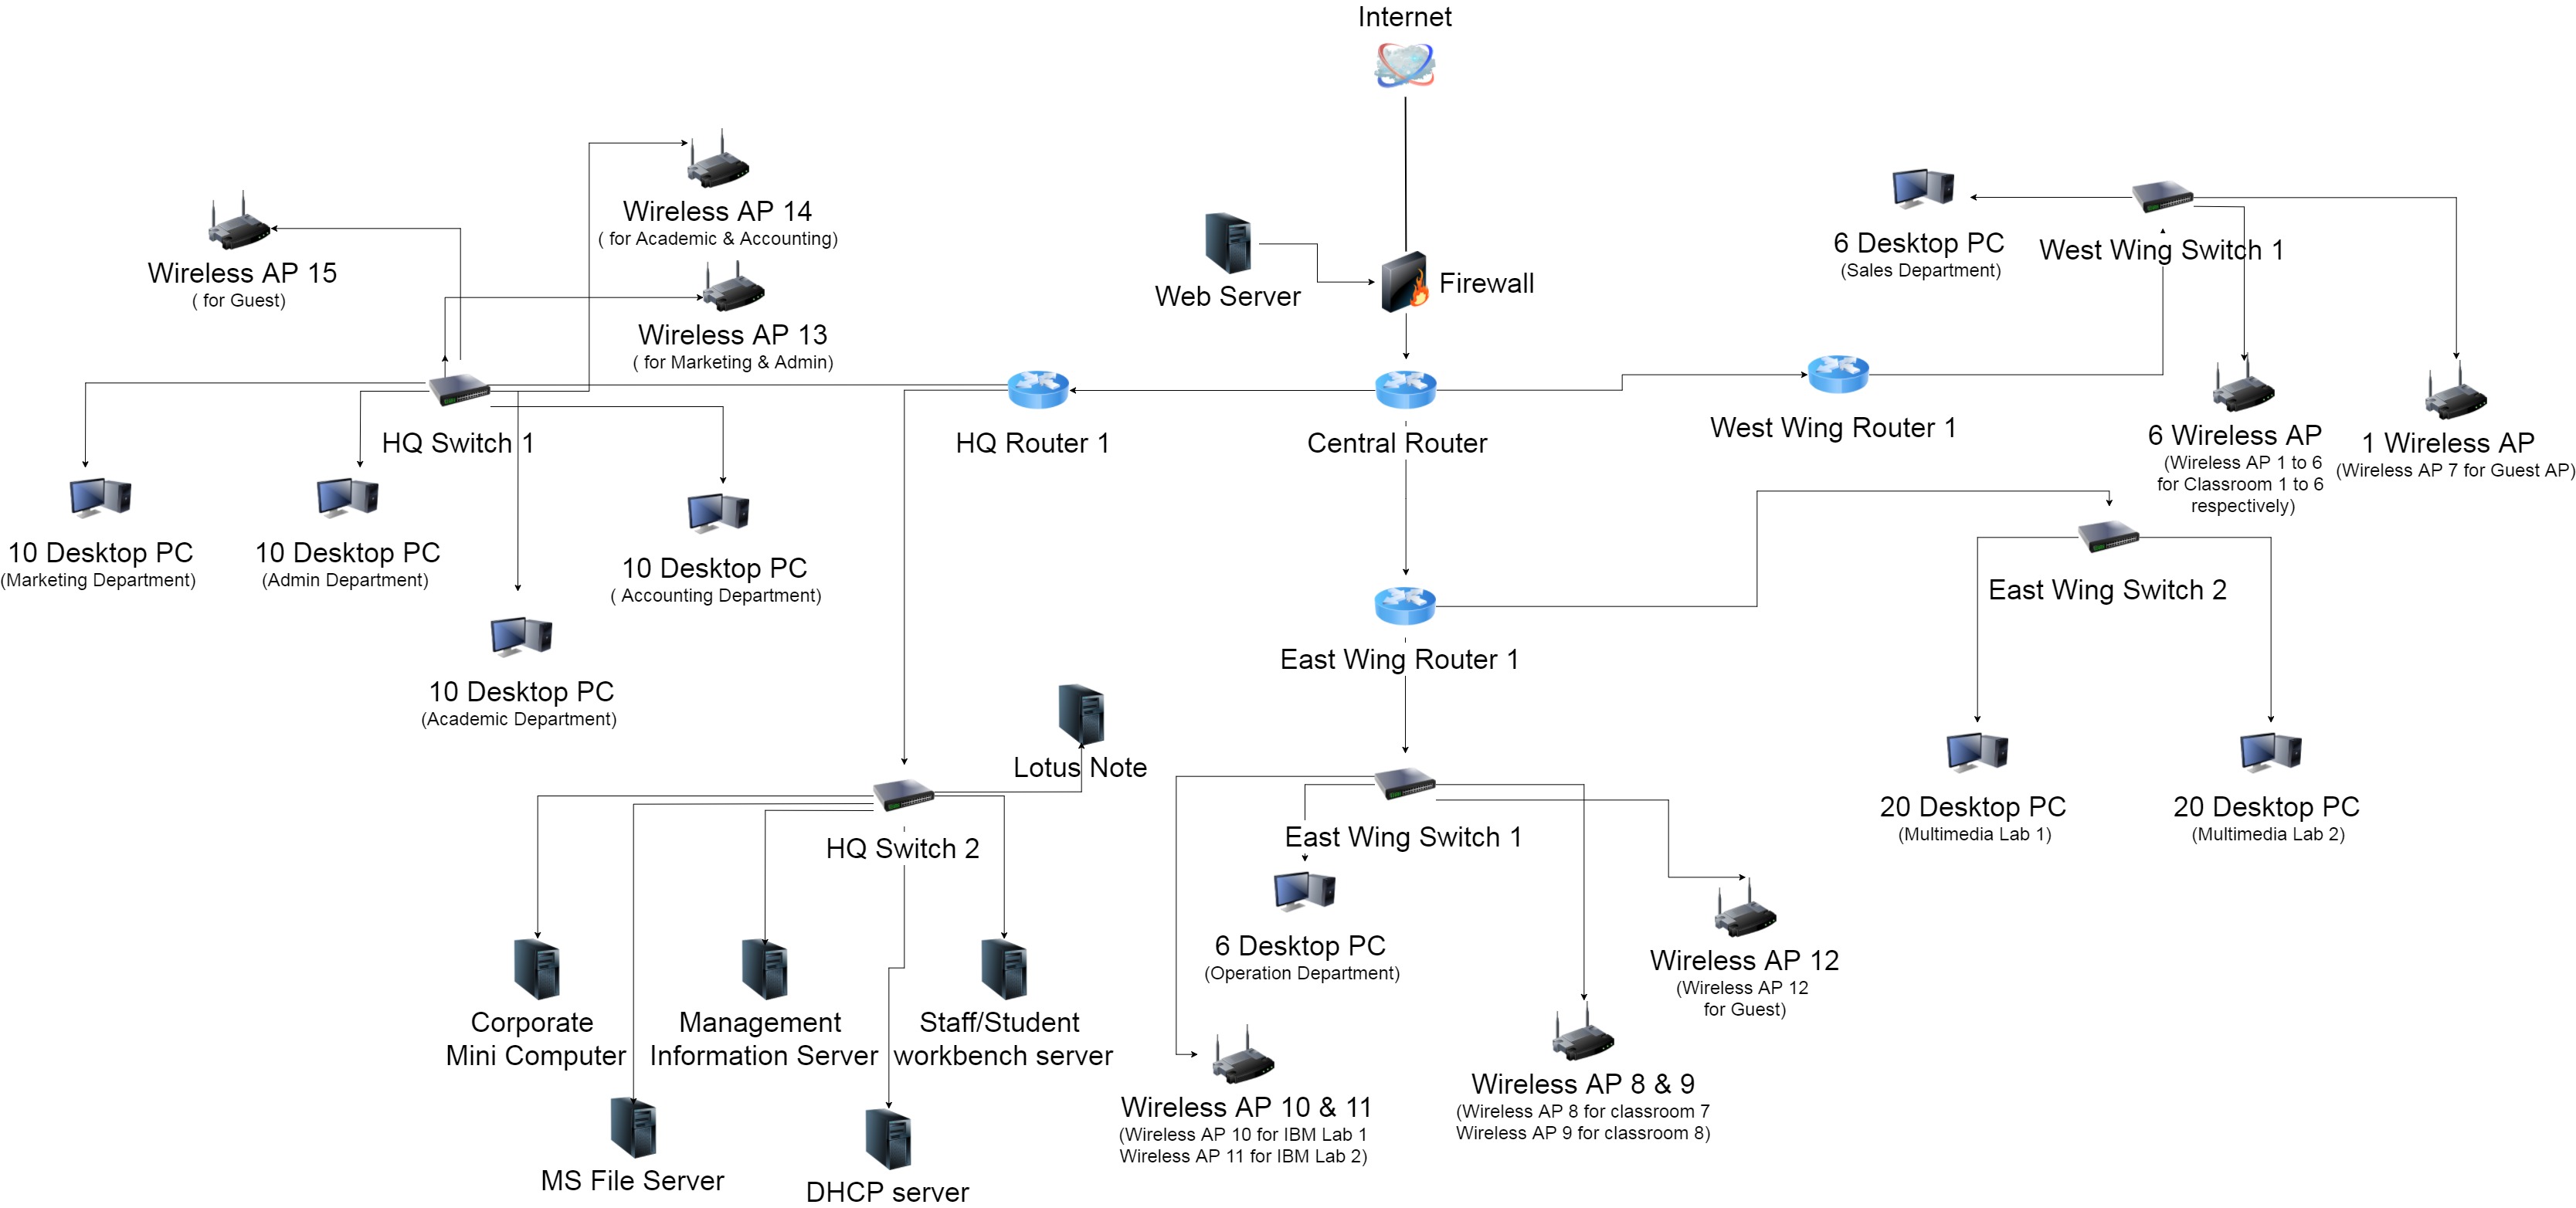 Internet
Wireless AP 14
( for Academic & Accounting)
Wireless AP 15
( for Guest)
Wireless AP 13
( for Marketing & Admin)
Web Server
Firewall
6 Desktop PC
(Sales Department)
West Wing Switch 1
HQ Switch 1
HQ Router 1
Central Router
West Wing Router 1
6 Wireless AP
(Wireless AP 1 to 6
for Classroom 1 to 6
respectively)
1 Wireless AP
(Wireless AP 7 for Guest AP)
10 Desktop PC
(Marketing Department)
10 Desktop PC
(Admin Department)
10 Desktop PC
( Accounting Department)
10 Desktop PC
(Academic Department)
East Wing Switch 2
East Wing Router 1
Lotus Note
HQ Switch 2
East Wing Switch 1
20 Desktop PC
(Multimedia Lab 1)
20 Desktop PC
(Multimedia Lab 2)
6 Desktop PC
(Operation Department)
Wireless AP 12
(Wireless AP 12
for Guest)
Corporate
Mini Computer
Management
Information Server
Staff/Student
workbench server
MS File Server
DHCP server
Wireless AP 10 & 11
(Wireless AP 10 for IBM Lab 1
Wireless AP 11 for IBM Lab 2)
Wireless AP 8 & 9
(Wireless AP 8 for classroom 7
Wireless AP 9 for classroom 8)